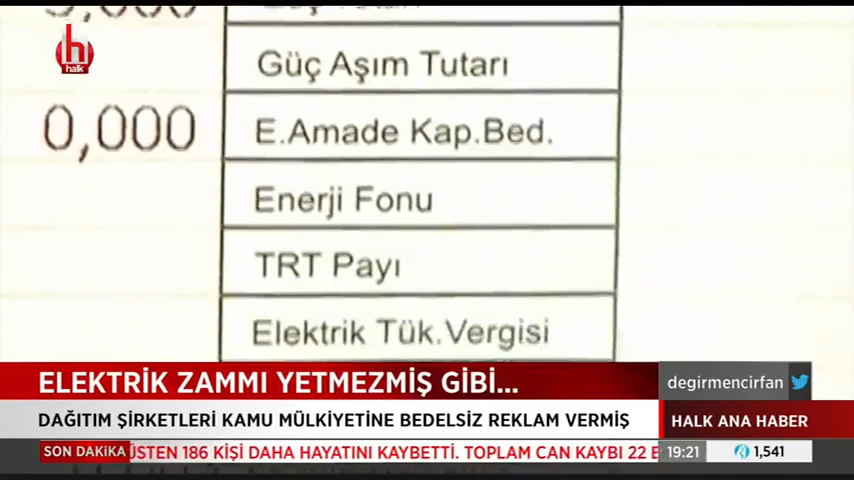 halk
Güç Aşım Tutarı
0,000 E.Amade Kap.Bed.
Enerji Fonu
TRT Payı
Elektrik Tük.Vergisi
ELEKTRİK ZAMMI YETMEZMİŞ GİBİ...
degirmencirfan
DAĞITIM ŞİRKETLERİ KAMU MÜLKİYETİNE BEDELSİZ REKLAM VERMİŞ
HALK ANA HABER
SON DAKİKA ÜSTEN 186 KİŞİ DAHA HAYATINI KAYBETTİ. TOPLAM CAN KAYBI 22 B 19:21 1,541